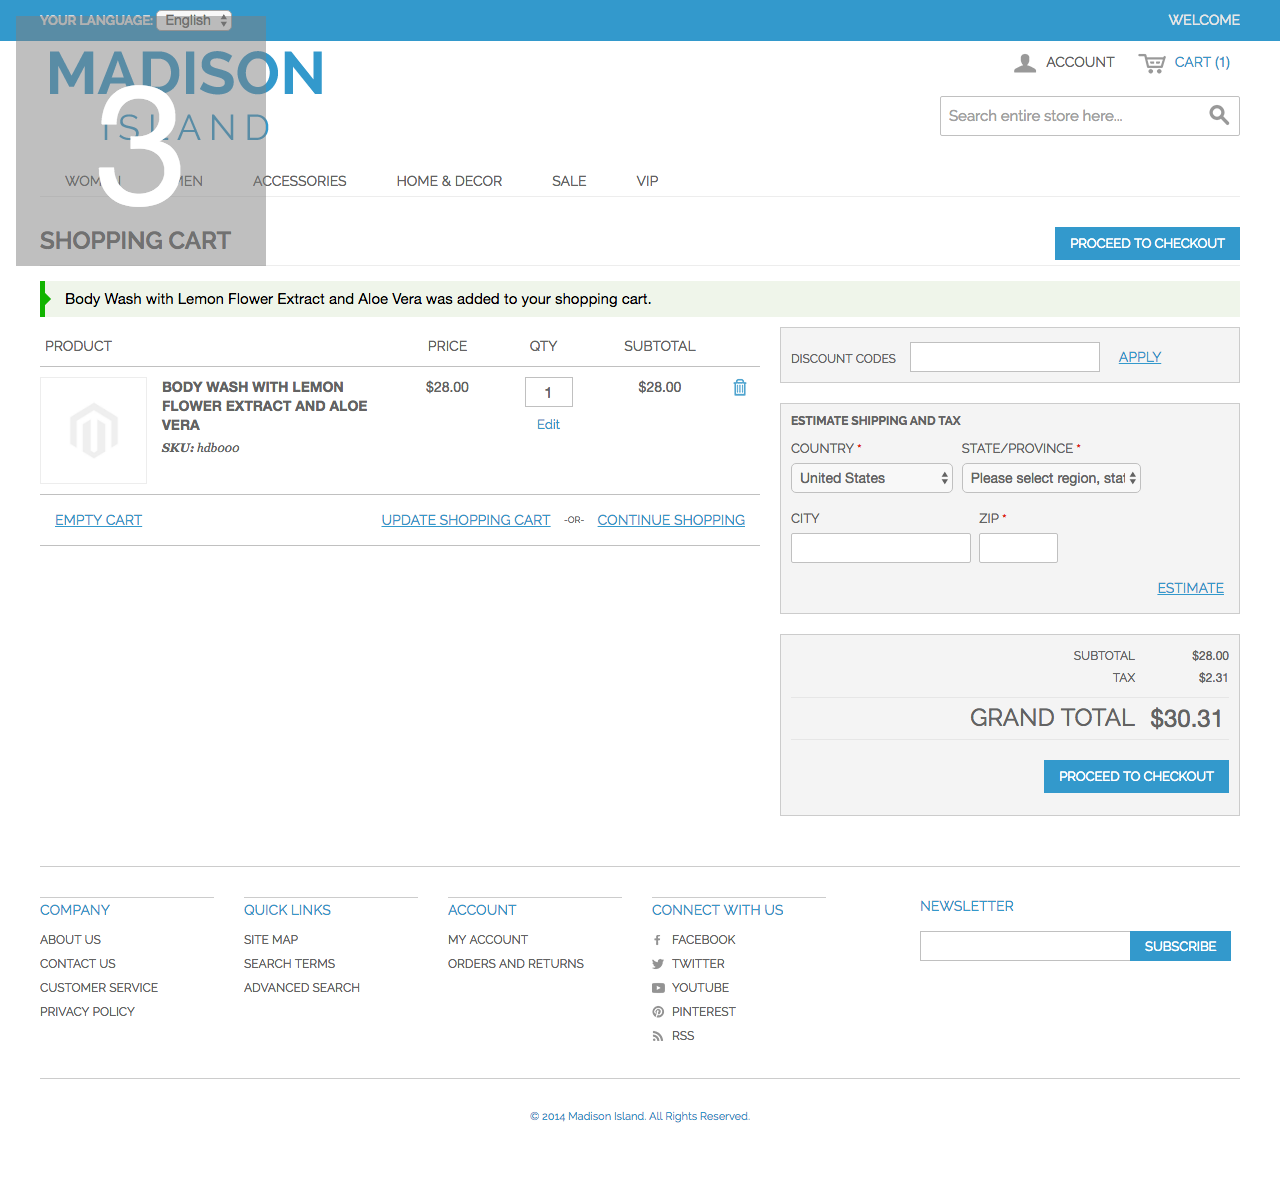 YOUR LANGUAGE: English
WELCOME
MADISON
ISLAND
3
ACCOUNT
CART (1)
Search entire store here...
WOMEN
MEN
ACCESSORIES
HOME & DECOR
SALE
VIP
SHOPPING CART
PROCEED TO CHECKOUT
Body Wash with Lemon Flower Extract and Aloe Vera was added to your shopping cart.
PRODUCT PRICE QTY SUBTOTAL
BODY WASH WITH LEMON
FLOWER EXTRACT AND ALOE
VERA
SKU: hdb000
$28.00
1
Edit
$28.00
EMPTY CART
UPDATE SHOPPING CART -OR- CONTINUE SHOPPING
DISCOUNT CODES
APPLY
ESTIMATE SHIPPING AND TAX
COUNTRY *
STATE/PROVINCE *
United States
Please select region, stat
CITY
ZIP *
ESTIMATE
SUBTOTAL $28.00
TAX $2.31
GRAND TOTAL $30.31
PROCEED TO CHECKOUT
COMPANY
ABOUT US
CONTACT US
CUSTOMER SERVICE
PRIVACY POLICY
QUICK LINKS
SITE MAP
SEARCH TERMS
ADVANCED SEARCH
ACCOUNT
MY ACCOUNT
ORDERS AND RETURNS
CONNECT WITH US
FACEBOOK
TWITTER
YOUTUBE
PINTEREST
RSS
NEWSLETTER
SUBSCRIBE
© 2014 Madison Island. All Rights Reserved.